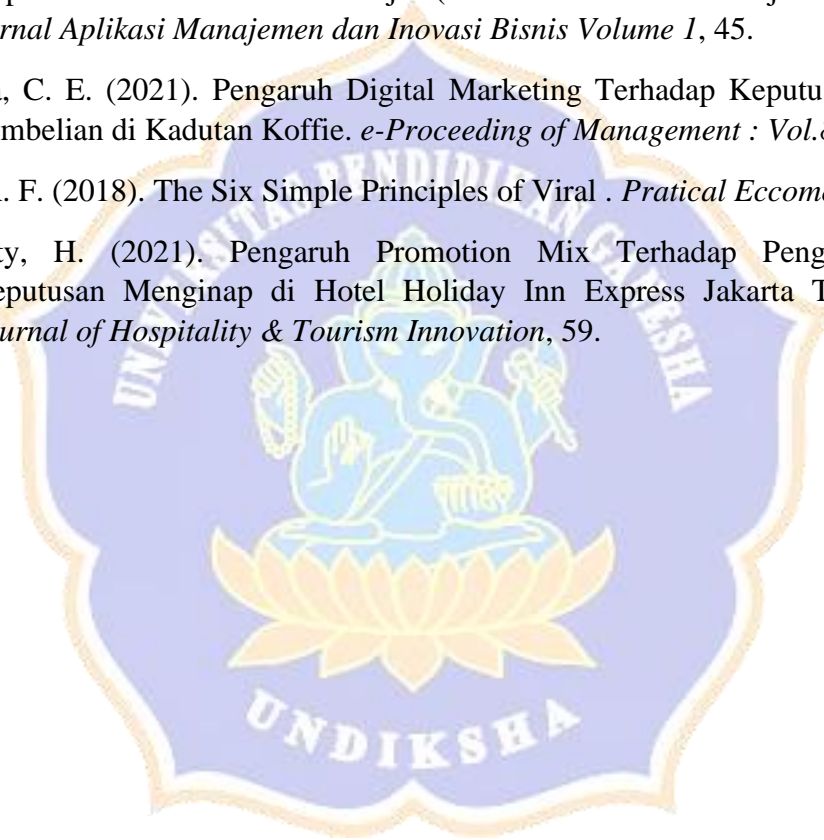 rnal Aplikasi Manajemen dan Inovasi Bisnis Volume 1, 45.
, C. E. (2021). Pengaruh Digital Marketing Terhadap Keputu
mbelian di Kadutan Koffie. e-Proceeding of Management : Vol.
. F. (2018). The Six Simple Principles of Viral . Pratical Eccom
ty, H. (2021). Pengaruh Promotion Mix Terhadap Peng
eputusan Menginap di Hotel Holiday Inn Express Jakarta T
urnal of Hospitality & Tourism Innovation, 59.
UNIVERSITAS PENDIDIKAN GANESHA
UNDIKSHA